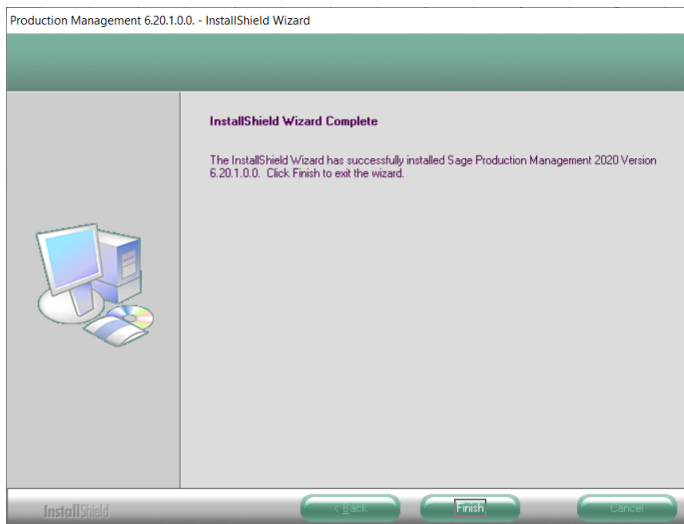 Production Management 6.20.1.0.0. - InstallShield Wizard
InstallShield Wizard Complete
The InstallShield Wizard has successfully installed Sage Production Management 2020 Version
6.20.1.0.0. Click Finish to exit the wizard.
InstallShield
< Back
Finish
Cancel